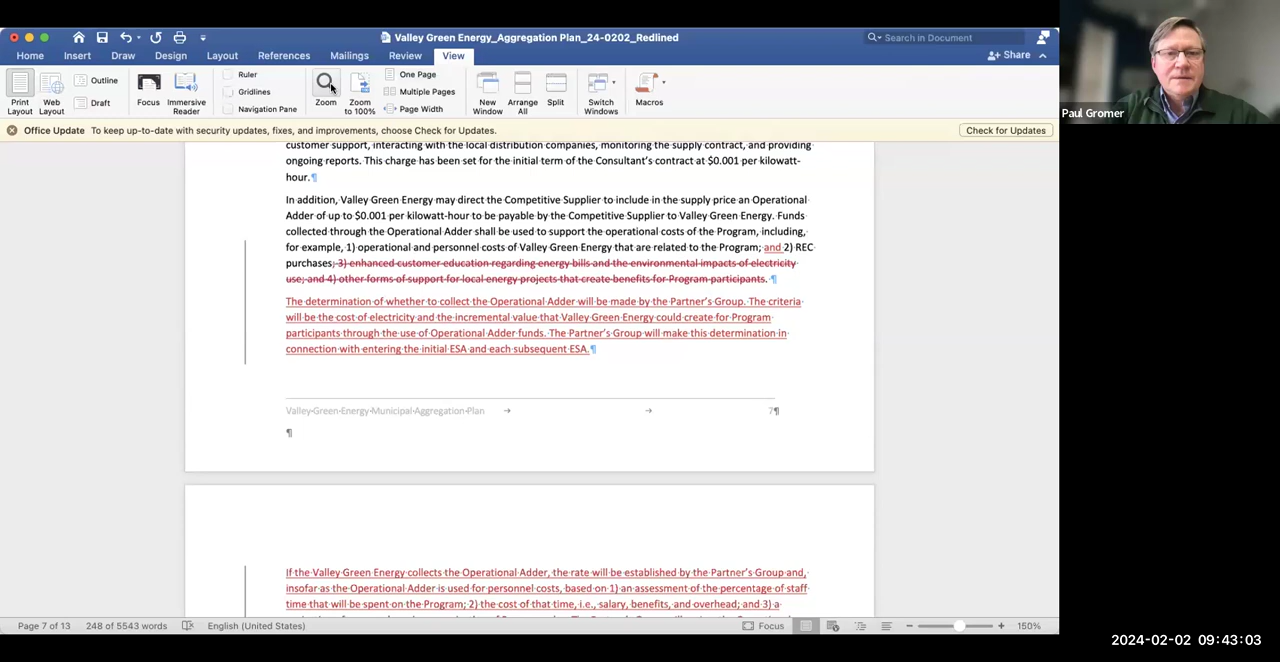 Valley Green Energy_Aggregation Plan_24-0202_Redlined
Search in Document
Home Insert Draw Design Layout References Mailings Review View
Share
Print Layout
Web Layout
Outline
Draft
Focus
Immersive Reader
Ruler
Gridlines
Navigation Pane
Zoom
Zoom to 100%
One Page
Multiple Pages
Page Width
New Window
Arrange All
Split
Switch Windows
Macros
Office Update To keep up-to-date with security updates, fixes, and improvements, choose Check for Updates.
Check for Updates
customer support, interacting with the local distribution companies, monitoring the supply contract, and providing
ongoing reports. This charge has been set for the initial term of the Consultant's contract at $0.001 per kilowatt-
hour.¶
In addition, Valley Green Energy may direct the Competitive Supplier to include in the supply price an Operational
Adder of up to $0.001 per kilowatt-hour to be payable by the Competitive Supplier to Valley Green Energy. Funds
collected through the Operational Adder shall be used to support the operational costs of the Program, including,
for example, 1) operational and personnel costs of Valley Green Energy that are related to the Program; and 2) REC
purchases; 3) enhanced customer education regarding energy bills and the environmental impacts of electricity
use; and 4) other forms of support for local energy projects that create benefits for Program participants. ¶
The determination of whether to collect the Operational Adder will be made by the Partner's Group. The criteria
will be the cost of electricity and the incremental value that Valley Green Energy could create for Program
participants through the use of Operational Adder funds. The Partner's Group will make this determination in
connection with entering the initial ESA and each subsequent ESA.¶
Valley Green Energy Municipal Aggregation Plan → → 7¶
¶
If the Valley Green Energy collects the Operational Adder, the rate will be established by the Partner's Group and,
insofar as the Operational Adder is used for personnel costs, based on 1) an assessment of the percentage of staff
time that will be spent on the Program; 2) the cost of that time, i.e., salary, benefits, and overhead; and 3) a
Page 7 of 13 248 of 5543 words English (United States) Focus 150%
Paul Gromer
2024-02-02 09:43:03